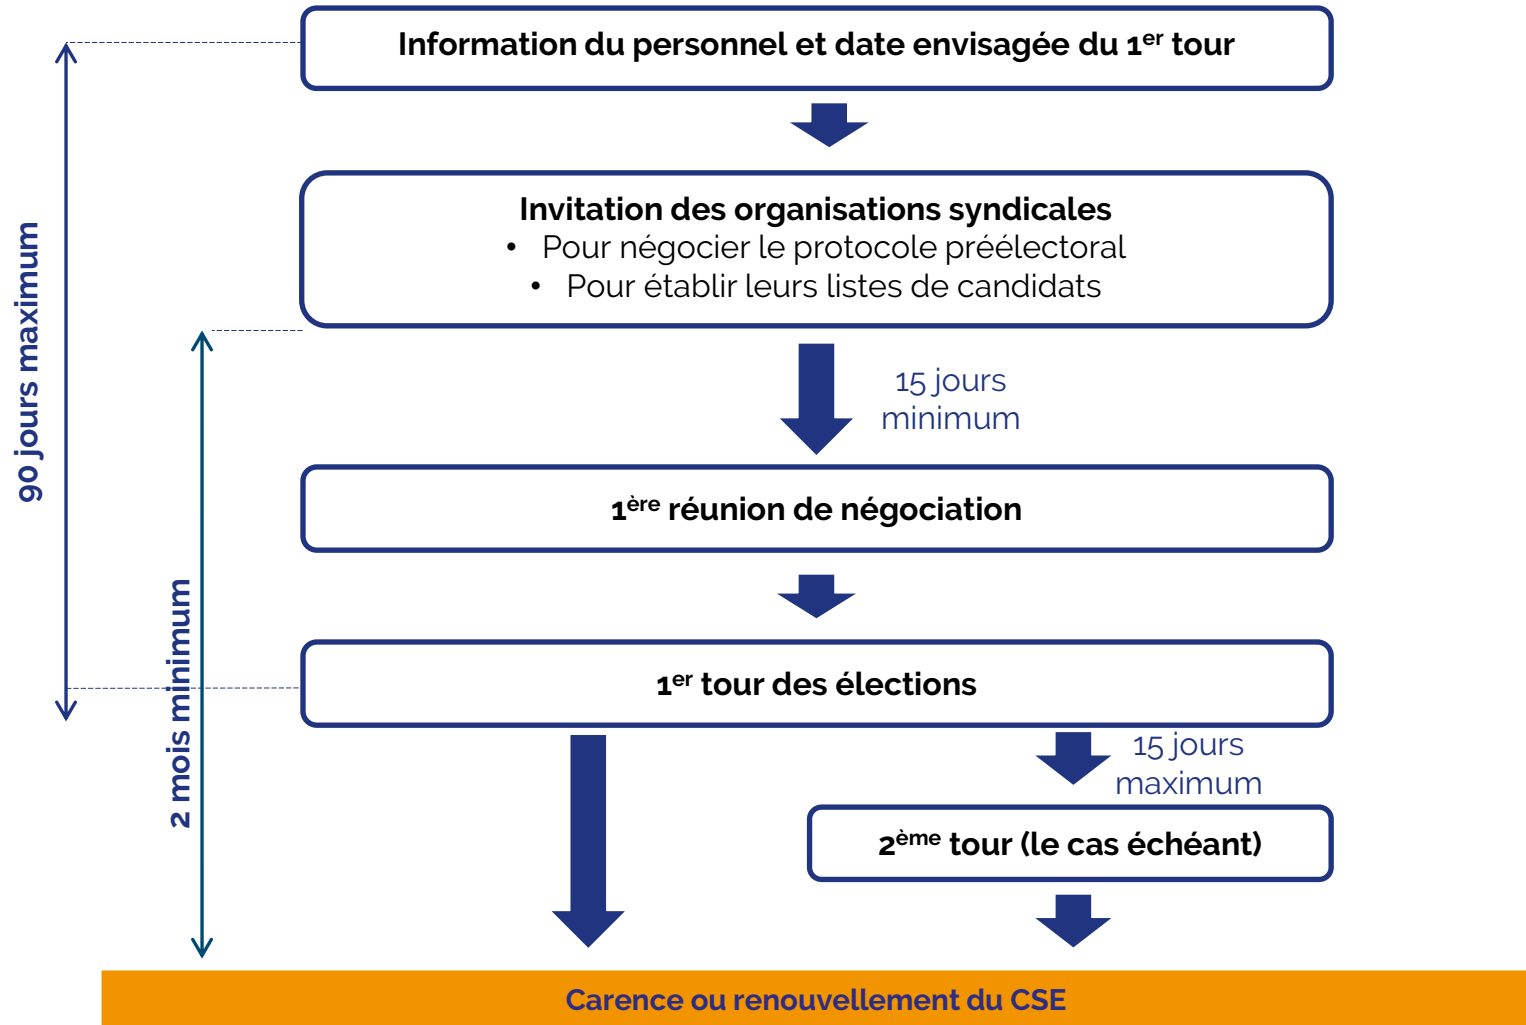 Information du personnel et date envisagée du 1er tour
Invitation des organisations syndicales
• Pour négocier le protocole préélectoral
• Pour établir leurs listes de candidats
90 jours maximum
15 jours
minimum
1ère réunion de négociation
2 mois minimum
1er tour des élections
15 jours
maximum
2ème tour (le cas échéant)
Carence ou renouvellement du CSE